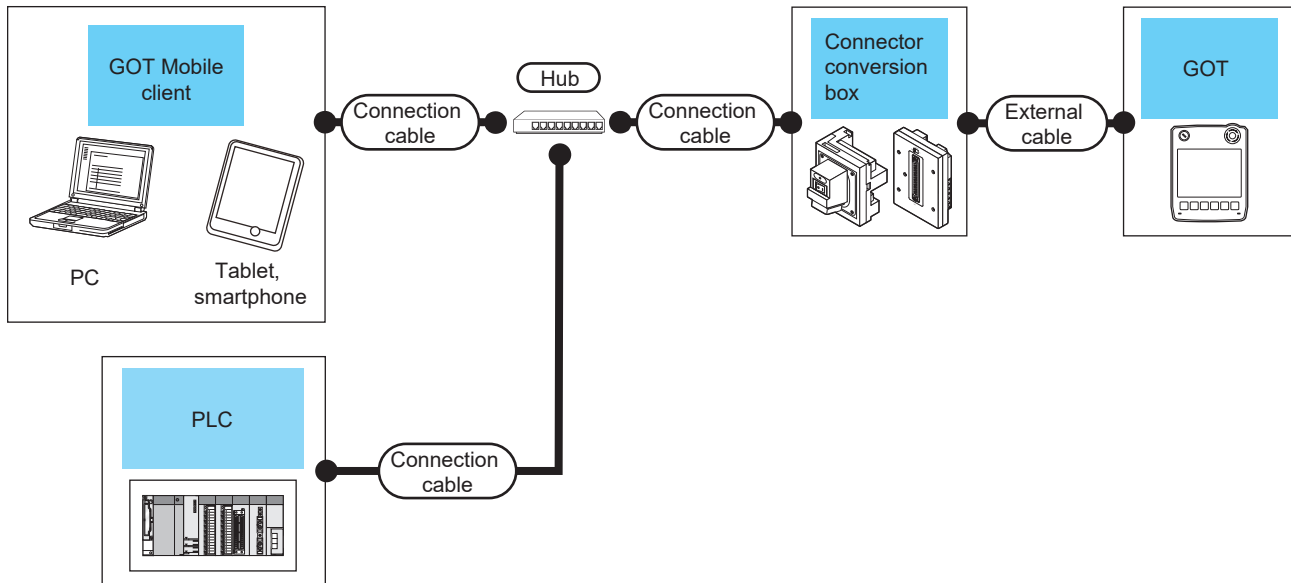 GOT Mobile
client
PC
Tablet,
smartphone
Connection
cable
Hub
Connection
cable
Connector
conversion
box
External
cable
GOT
PLC
Connection
cable